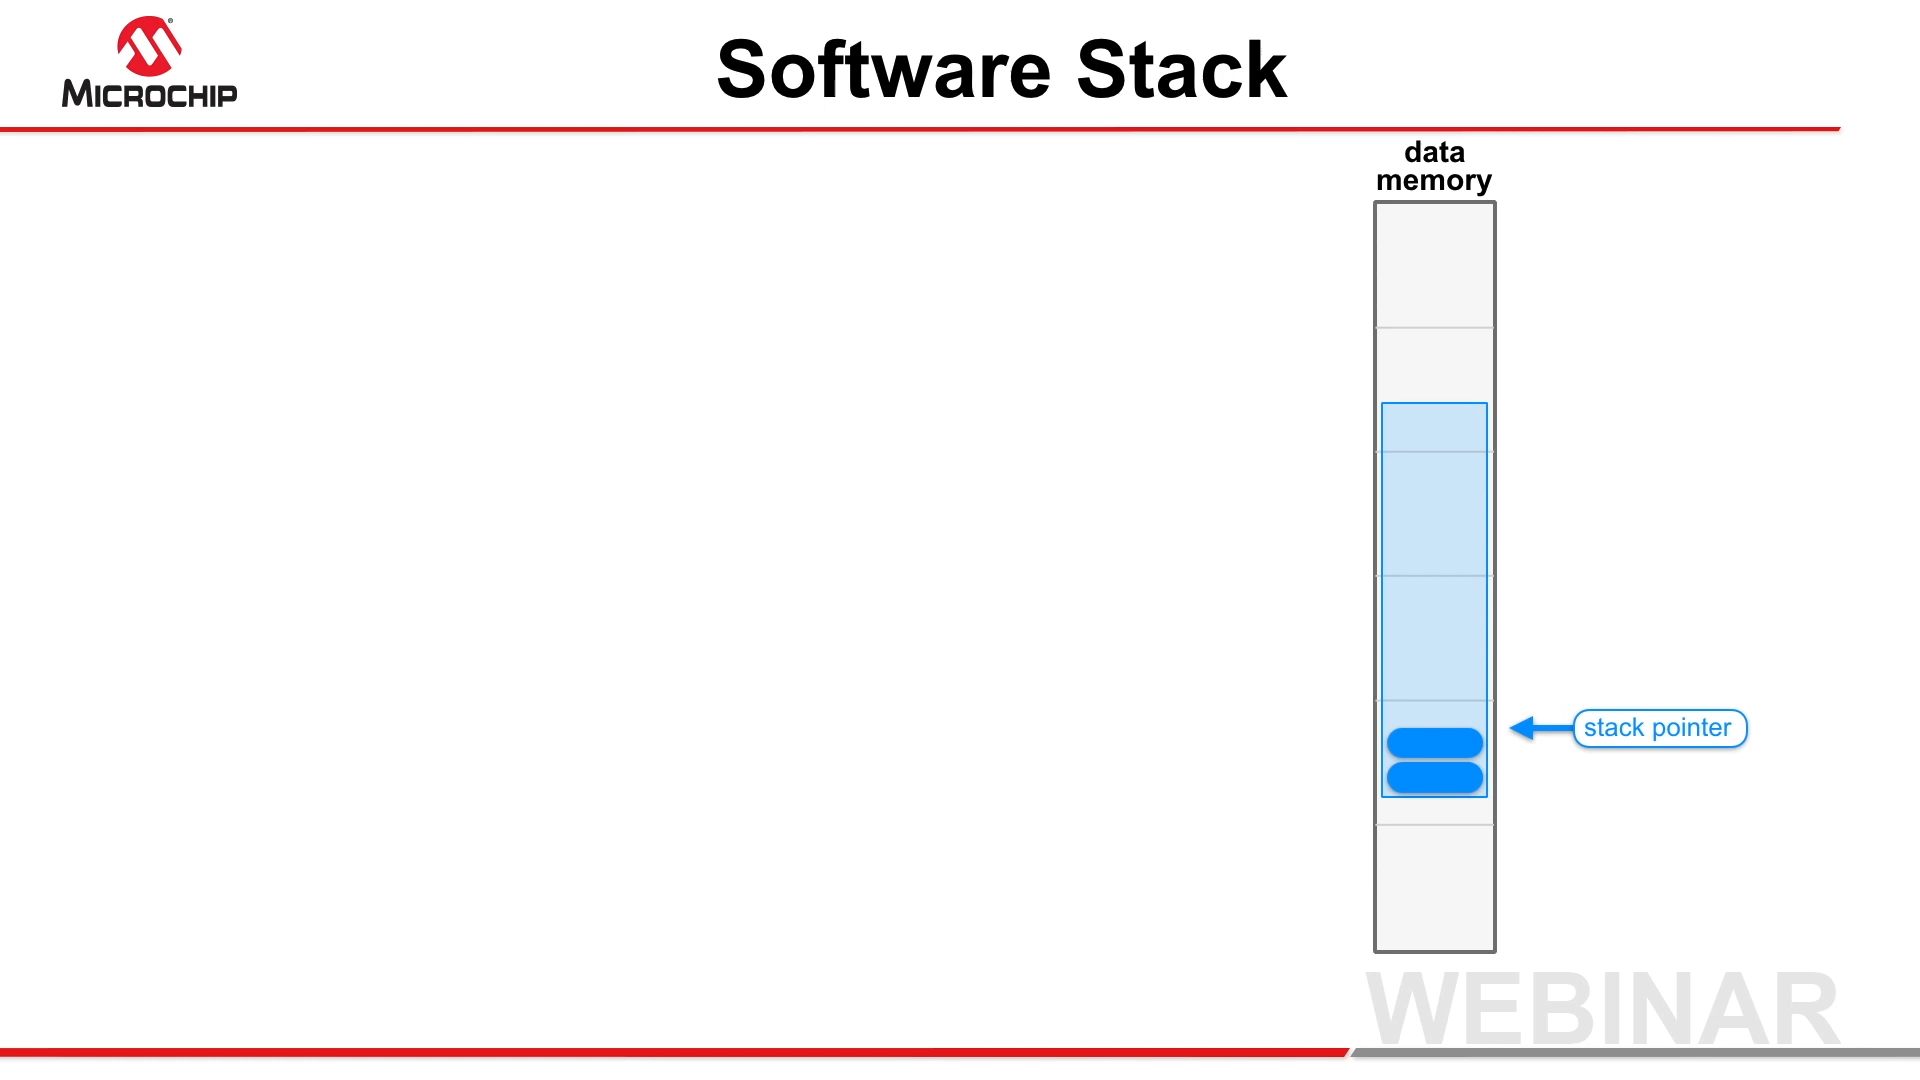 MICROCHIP
Software Stack
data
memory
stack pointer
WEBINAR